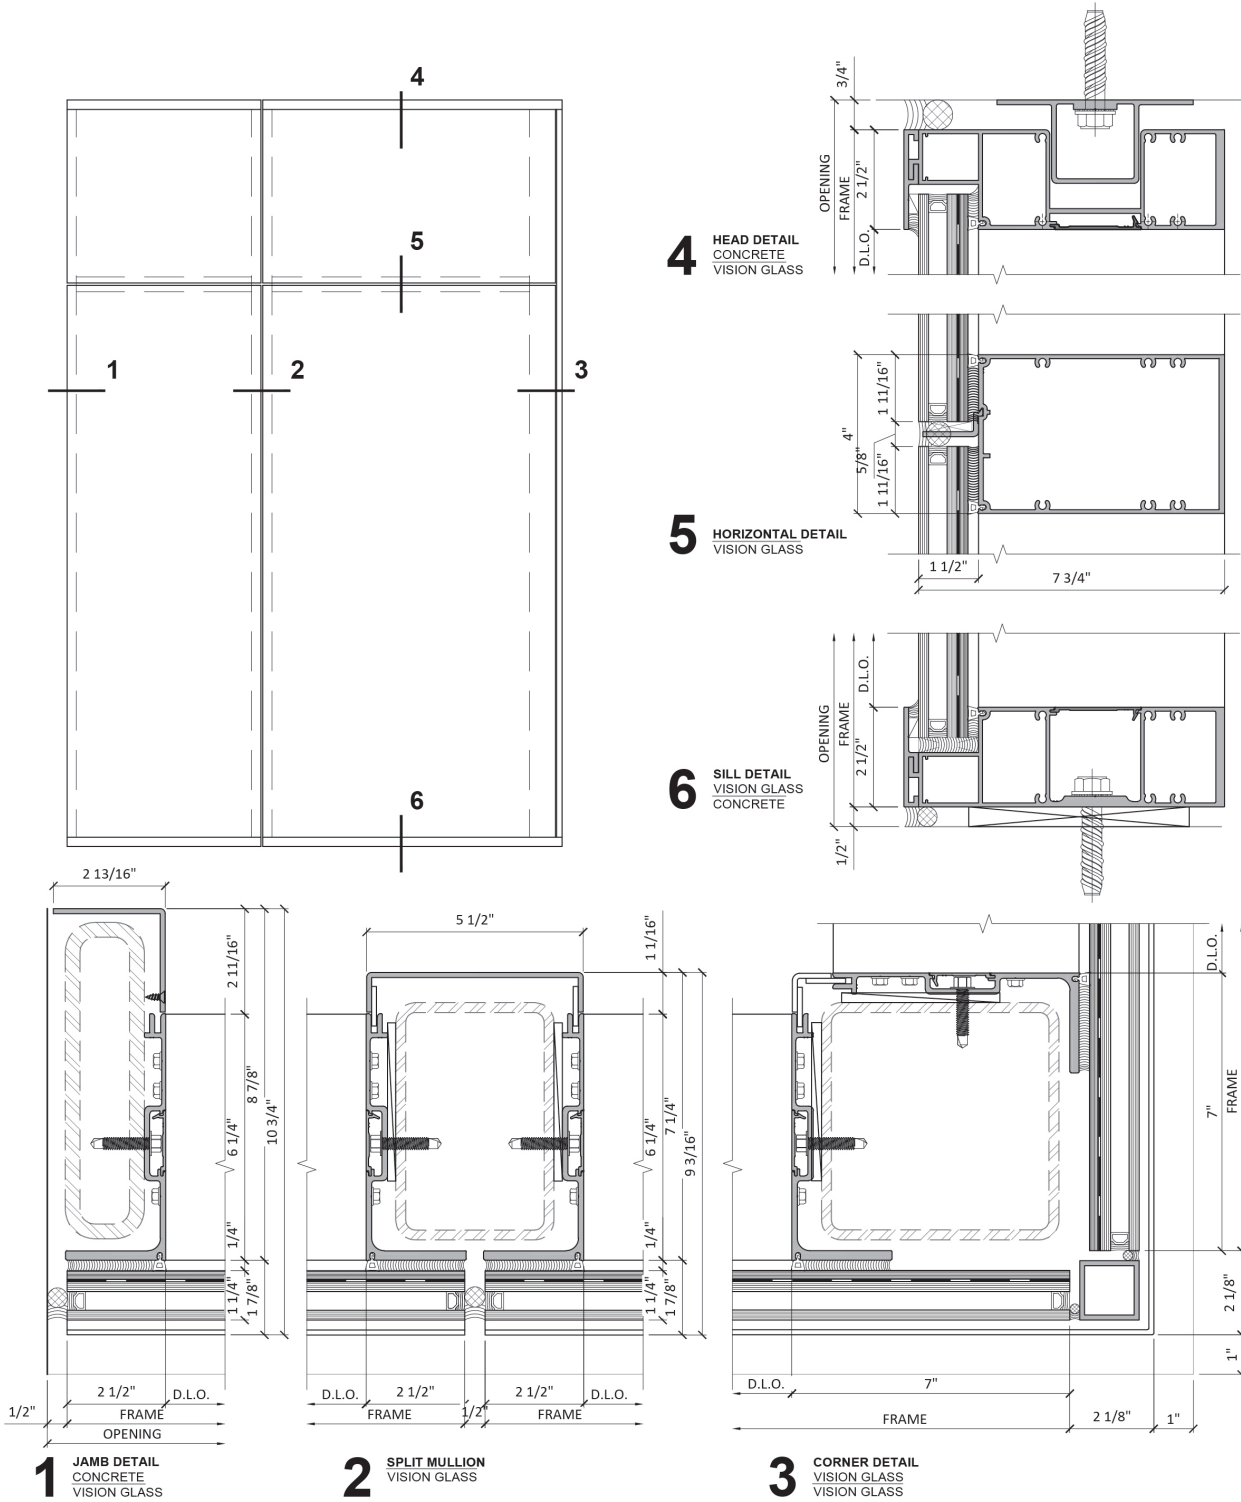 4
5
1
2
3
6
3/4"
OPENING
FRAME
2 1/2"
D.L.O.
4
HEAD DETAIL
CONCRETE
VISION GLASS
1 11/16"
4"
5/8"
1 11/16"
5
HORIZONTAL DETAIL
VISION GLASS
1 1/2"
7 3/4"
D.L.O.
OPENING
FRAME
2 1/2"
1/2"
6
SILL DETAIL
VISION GLASS
CONCRETE
2 13/16"
2 11/16"
8 7/8"
10 3/4"
6 1/4"
1/4"
1 1/4"
1 7/8"
2 1/2"
D.L.O.
1/2"
FRAME
OPENING
1
JAMB DETAIL
CONCRETE
VISION GLASS
5 1/2"
1 1/16"
6 1/4"
7 1/4"
9 3/16"
1/4"
1 1/4"
1 7/8"
D.L.O.
2 1/2"
2 1/2"
D.L.O.
FRAME
1/2"
FRAME
2
SPLIT MULLION
VISION GLASS
D.L.O.
7"
FRAME
2 1/8"
1"
D.L.O.
7"
FRAME
2 1/8"
1"
3
CORNER DETAIL
VISION GLASS
VISION GLASS